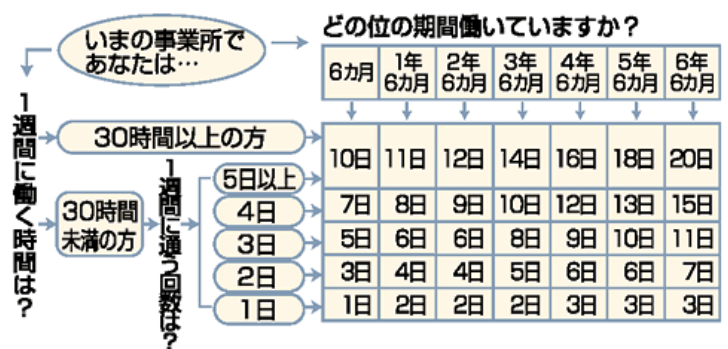 いまの事業所で
あなたは…
どの位の期間働いていますか？
6カ月
1年
6カ月
2年
6カ月
3年
6カ月
4年
6カ月
5年
6カ月
6年
6カ月
1週間に働く時間は？
30時間以上の方
10日 11日 12日 14日 16日 18日 20日
30時間
未満の方
1週間に通う回数は？
5日以上
4日 7日 8日 9日 10日 12日 13日 15日
3日 5日 6日 6日 8日 9日 10日 11日
2日 3日 4日 4日 5日 6日 6日 7日
1日 1日 2日 2日 2日 3日 3日 3日